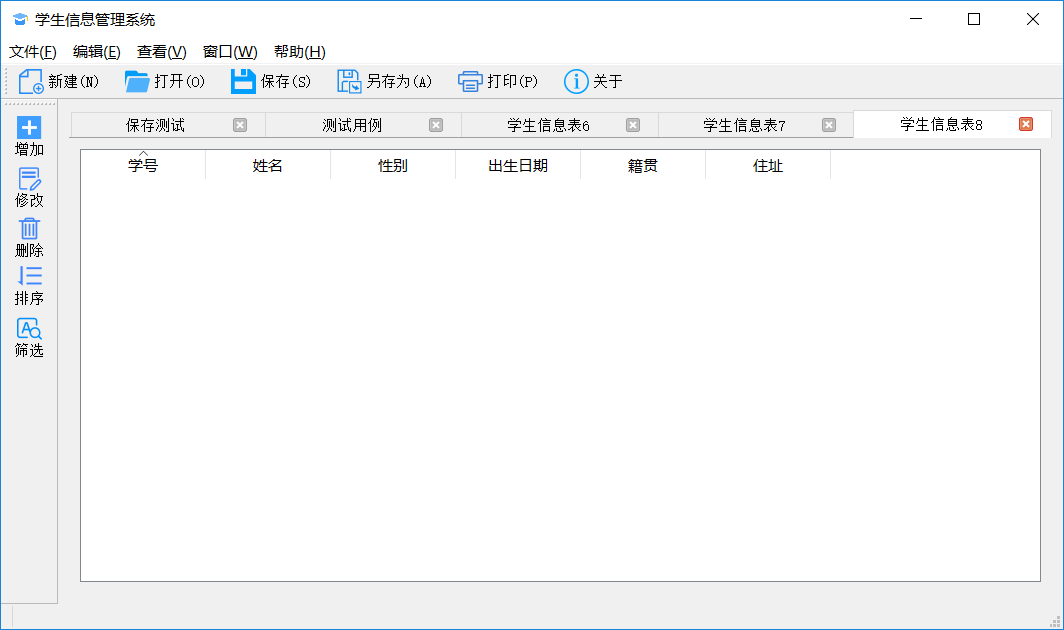 学生信息管理系统
文件(F) 编辑(E) 查看(V) 窗口(W) 帮助(H)
新建(N) 打开(O) 保存(S) 另存为(A) 打印(P) 关于
保存测试 测试用例 学生信息表6 学生信息表7 学生信息表8
学号 姓名 性别 出生日期 籍贯 住址
增加
修改
删除
排序
筛选